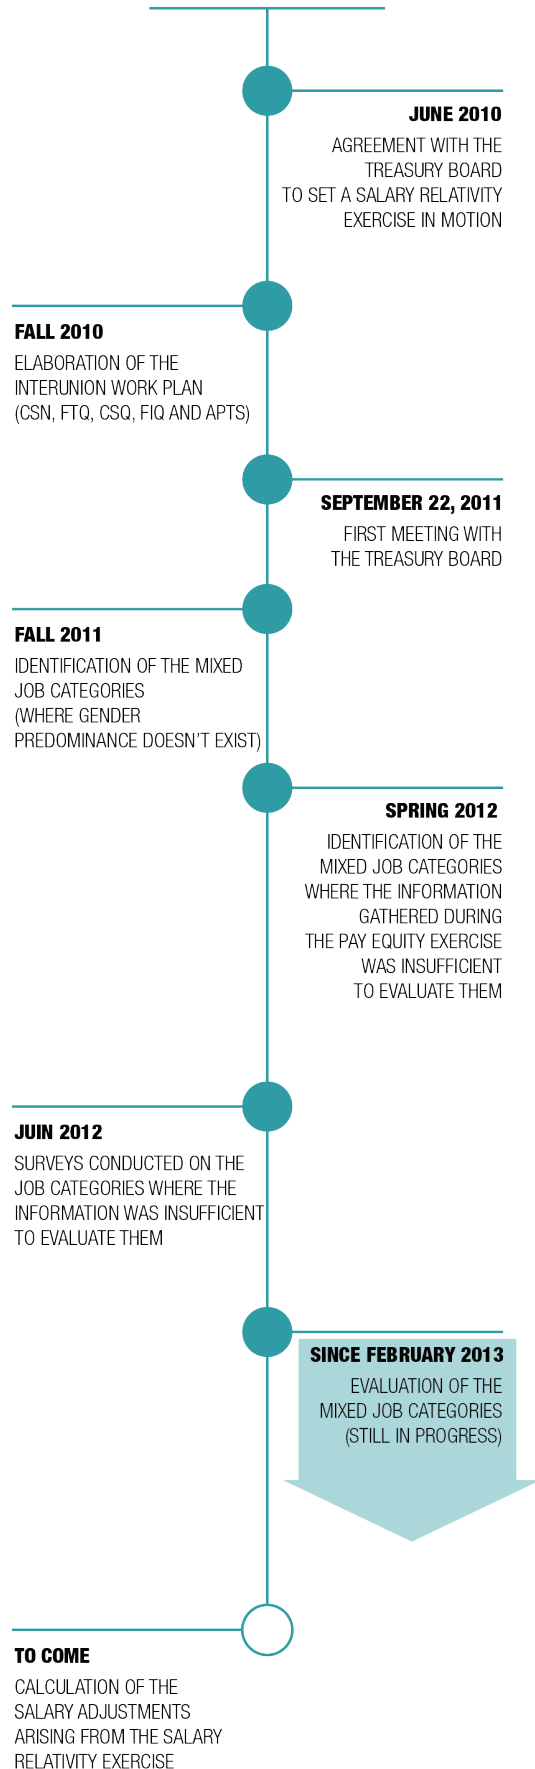 JUNE 2010
AGREEMENT WITH THE
TREASURY BOARD
TO SET A SALARY RELATIVITY
EXERCISE IN MOTION
FALL 2010
ELABORATION OF THE
INTERUNION WORK PLAN
(CSN, FTQ, CSQ, FIQ AND APTS)
SEPTEMBER 22, 2011
FIRST MEETING WITH
THE TREASURY BOARD
FALL 2011
IDENTIFICATION OF THE MIXED
JOB CATEGORIES
(WHERE GENDER
PREDOMINANCE DOESN'T EXIST)
SPRING 2012
IDENTIFICATION OF THE
MIXED JOB CATEGORIES
WHERE THE INFORMATION
GATHERED DURING
THE PAY EQUITY EXERCISE
WAS INSUFFICIENT
TO EVALUATE THEM
JUIN 2012
SURVEYS CONDUCTED ON THE
JOB CATEGORIES WHERE THE
INFORMATION WAS INSUFFICIENT
TO EVALUATE THEM
SINCE FEBRUARY 2013
EVALUATION OF THE
MIXED JOB CATEGORIES
(STILL IN PROGRESS)
TO COME
CALCULATION OF THE
SALARY ADJUSTMENTS
ARISING FROM THE SALARY
RELATIVITY EXERCISE